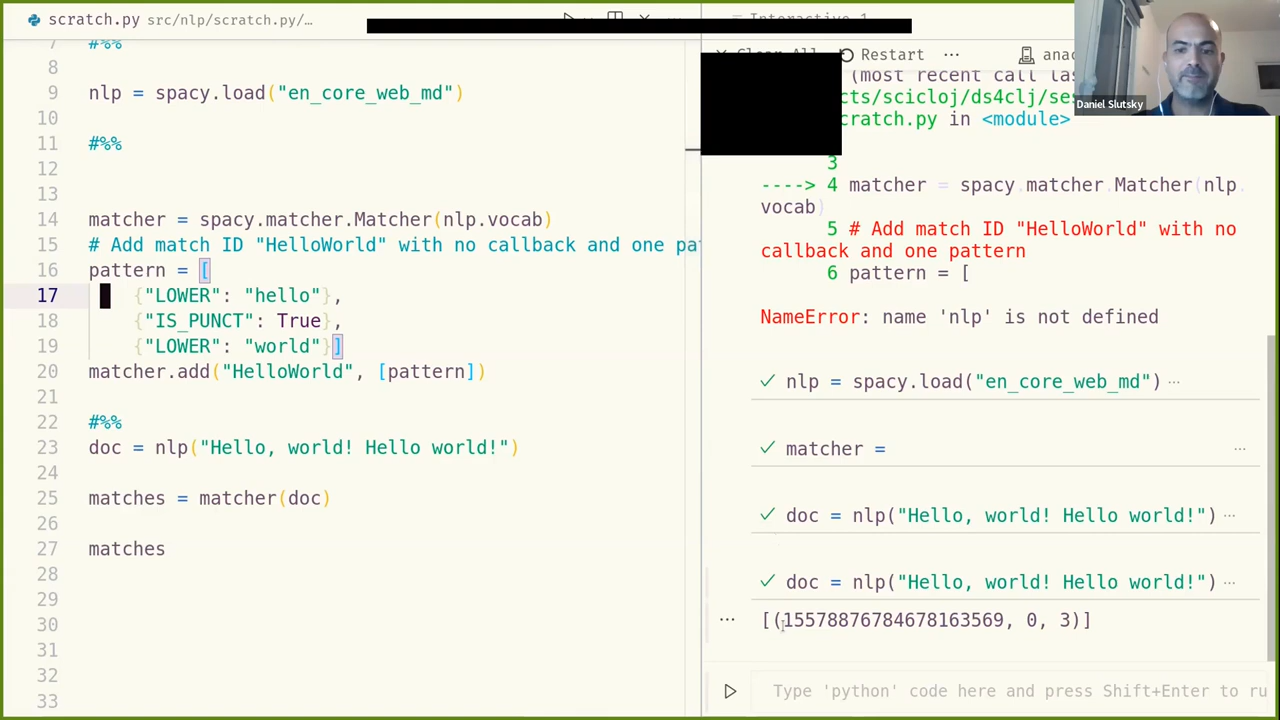 scratch.py src/nlp/scratch.py/…
7 #%%
8
9 nlp = spacy.load("en_core_web_md")
10
11 #%%
12
13
14 matcher = spacy.matcher.Matcher(nlp.vocab)
15 # Add match ID "HelloWorld" with no callback and one pat
16 pattern = [
17 {"LOWER": "hello"},
18 {"IS_PUNCT": True},
19 {"LOWER": "world"}]
20 matcher.add("HelloWorld", [pattern])
21
22 #%%
23 doc = nlp("Hello, world! Hello world!")
24
25 matches = matcher(doc)
26
27 matches
28
29
30
31
32
33
Interactive-1
Clear All Restart ··· anac
(most recent call las
cts/scicloj/ds4clj/ses
cratch.py in <module>
3
----> 4 matcher = spacy.matcher.Matcher(nlp.
vocab)
5 # Add match ID "HelloWorld" with no
callback and one pattern
6 pattern = [
NameError: name 'nlp' is not defined
nlp = spacy.load("en_core_web_md") ···
matcher = ···
doc = nlp("Hello, world! Hello world!") ···
doc = nlp("Hello, world! Hello world!") ···
[(15578876784678163569, 0, 3)]
Type 'python' code here and press Shift+Enter to ru
Daniel Slutsky